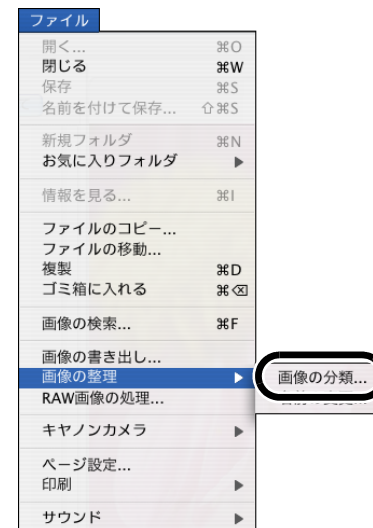 ファイル
開く... ⌘O
閉じる ⌘W
保存 ⌘S
名前を付けて保存... ⇧⌘S
新規フォルダ ⌘N
お気に入りフォルダ ▶
情報を見る... ⌘I
ファイルのコピー...
ファイルの移動...
複製 ⌘D
ゴミ箱に入れる ⌘⌫
画像の検索... ⌘F
画像の書き出し...
画像の整理 ▶
画像の分類...
RAW画像の処理...
キヤノンカメラ ▶
ページ設定...
印刷 ▶
サウンド ▶